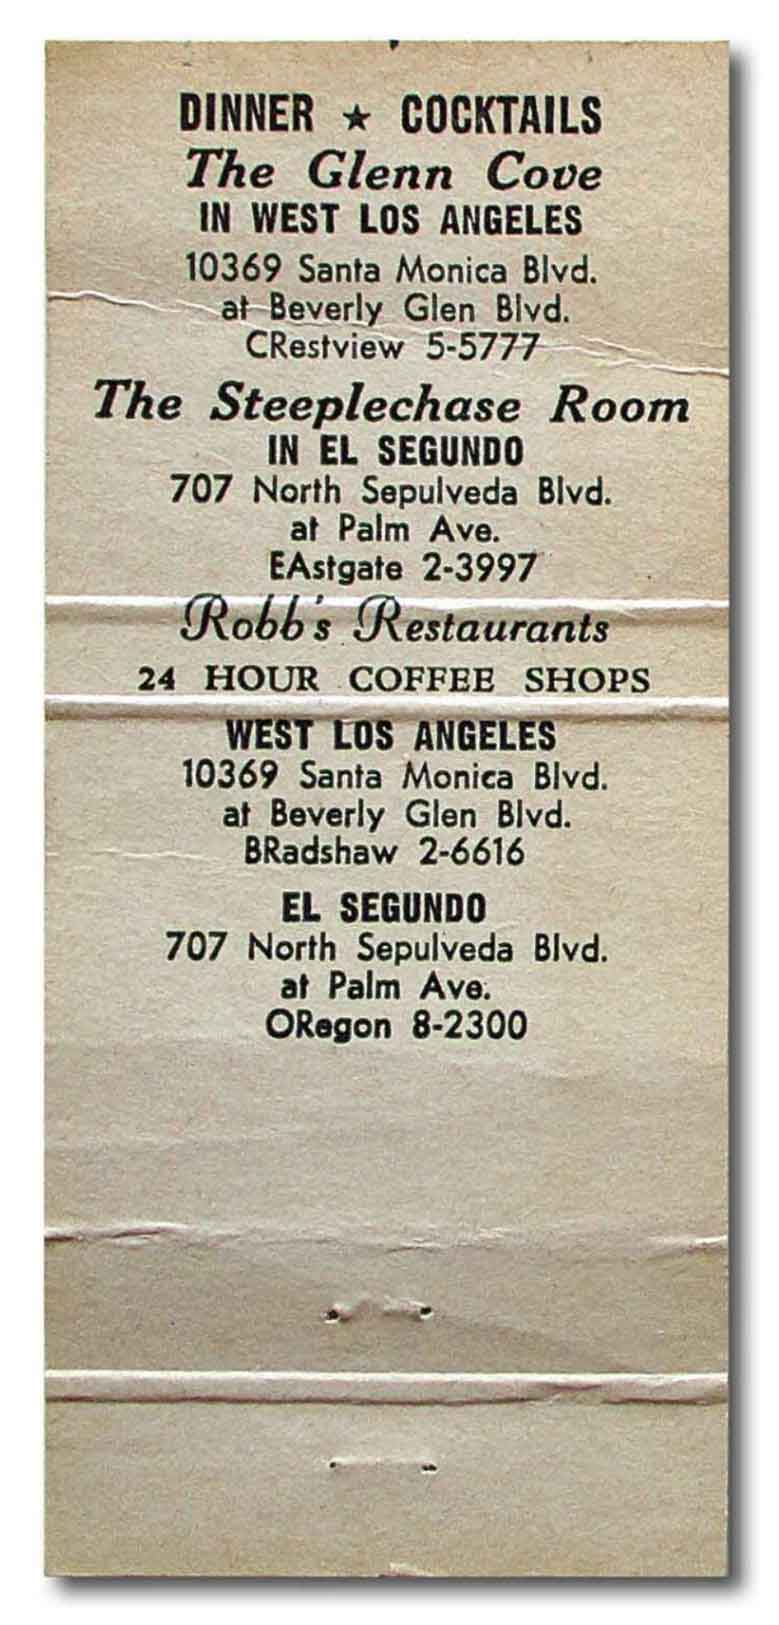 DINNER ★ COCKTAILS
The Glenn Cove
IN WEST LOS ANGELES
10369 Santa Monica Blvd.
at Beverly Glen Blvd.
CRestview 5-5777
The Steeplechase Room
IN EL SEGUNDO
707 North Sepulveda Blvd.
at Palm Ave.
EAstgate 2-3997
Robb's Restaurants
24 HOUR COFFEE SHOPS
WEST LOS ANGELES
10369 Santa Monica Blvd.
at Beverly Glen Blvd.
BRadshaw 2-6616
EL SEGUNDO
707 North Sepulveda Blvd.
at Palm Ave.
ORegon 8-2300